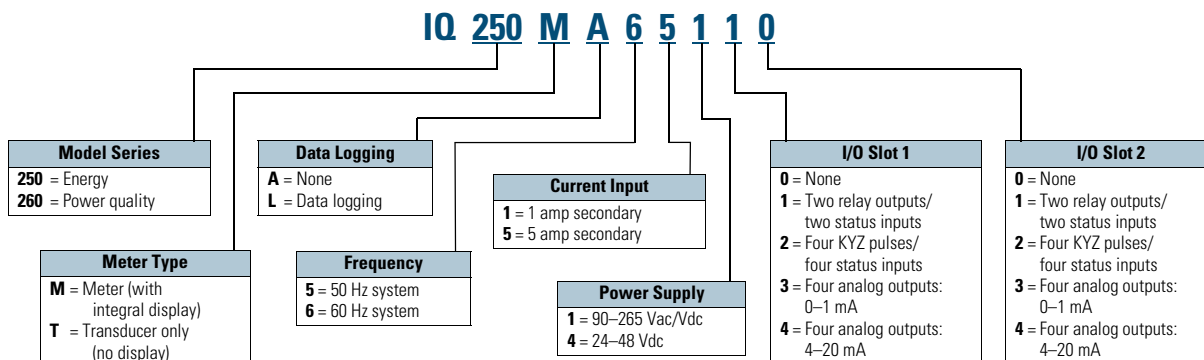 IQ 250 M A 6 5 1 1 0
Model Series
250 = Energy
260 = Power quality
Meter Type
M = Meter (with
integral display)
T = Transducer only
(no display)
Data Logging
A = None
L = Data logging
Frequency
5 = 50 Hz system
6 = 60 Hz system
Current Input
1 = 1 amp secondary
5 = 5 amp secondary
Power Supply
1 = 90–265 Vac/Vdc
4 = 24–48 Vdc
I/O Slot 1
0 = None
1 = Two relay outputs/
two status inputs
2 = Four KYZ pulses/
four status inputs
3 = Four analog outputs:
0–1 mA
4 = Four analog outputs:
4–20 mA
I/O Slot 2
0 = None
1 = Two relay outputs/
two status inputs
2 = Four KYZ pulses/
four status inputs
3 = Four analog outputs:
0–1 mA
4 = Four analog outputs:
4–20 mA